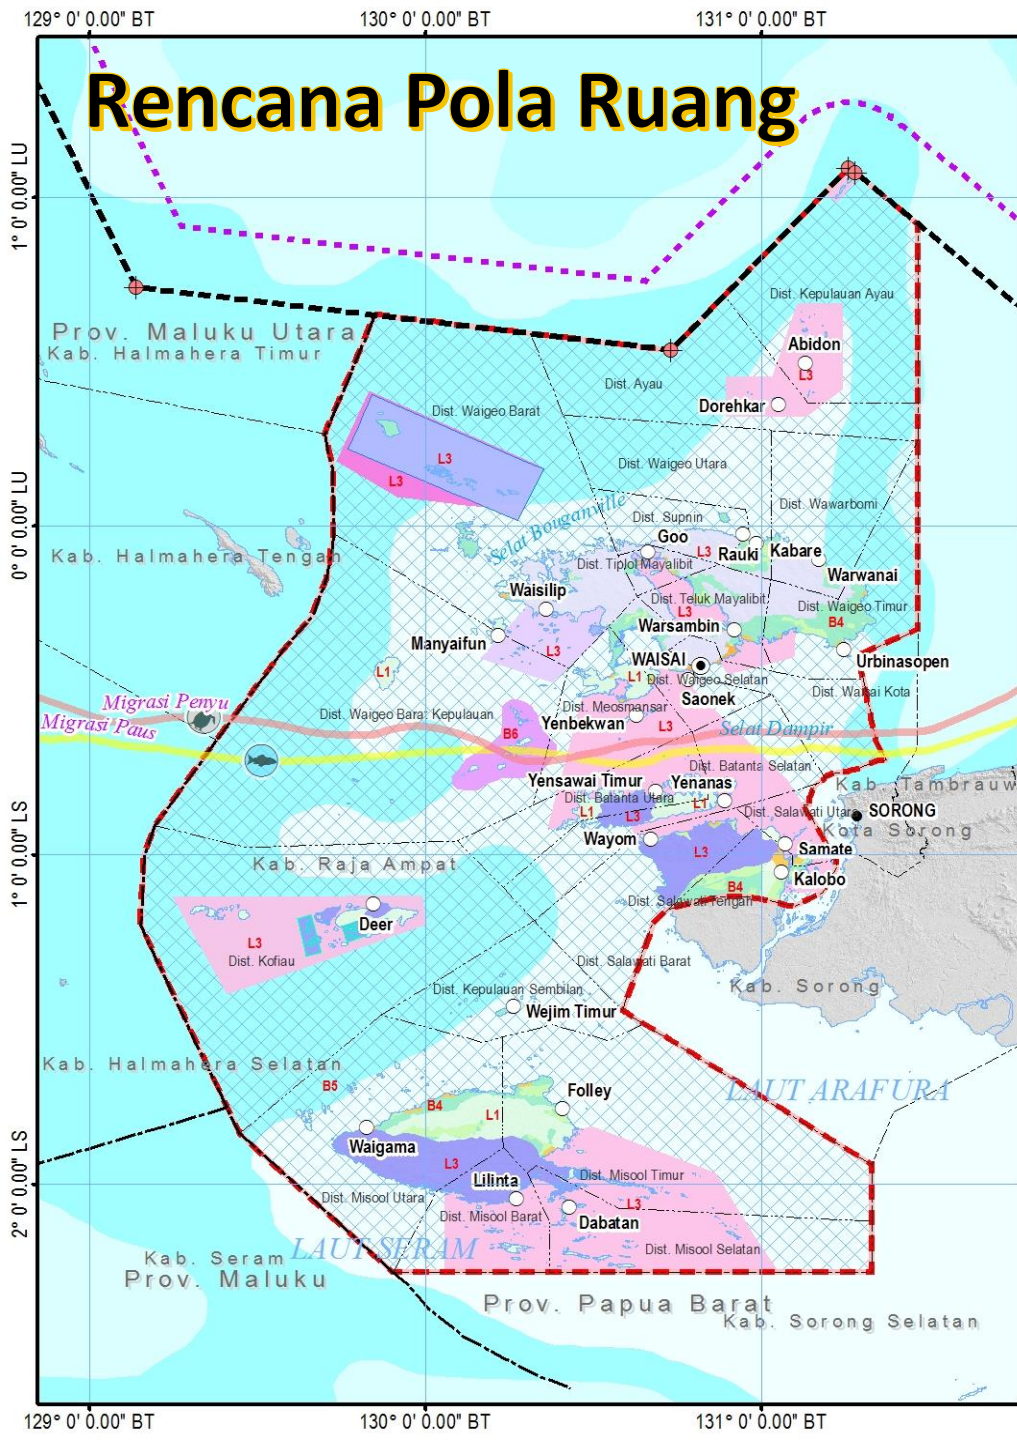 129° 0' 0.00" BT
130° 0' 0.00" BT
131° 0' 0.00" BT
Rencana Pola Ruang
1° 0' 0.00" LU
Dist. Kepulauan Ayau
Prov. Maluku Utara
Kab. Halmahera Timur
Abidon
L3
Dist. Ayau
Dorehkar
Dist. Waigeo Barat
L3
L3
Dist. Waigeo Utara
Dist. Wawarbomi
Selat Bouganville
Dist. Supnin
0° 0' 0.00" LU
Goo
L3
Rauki
Kabare
Kab. Halmahera Tengah
Dist. Tiplol Mayalibit
Warwanai
Waisilip
Dist. Teluk Mayalibit
Dist. Waigeo Timur
L3
B4
Warsambin
Manyaifun
L3
WAISAI
Urbinasopen
L1
L1
Dist. Waigeo Selatan
Dist. Waisai Kota
Saonek
Migrasi Penyu
Dist. Waigeo Barat Kepulauan
Dist. Meosmansar
Migrasi Paus
Yenbekwan
B6
L3
Selat Dampir
Dist. Batanta Selatan
Yensawai Timur
Yenanas
Kab. Tambrauw
Dist. Batanta Utara
L1
L1
L3
Dist. Salawati Utara
SORONG
Kota Sorong
Wayom
Samate
L3
Kab. Raja Ampat
Kalobo
B4
1° 0' 0.00" LS
Dist. Salawati Tengah
Deer
L3
Dist. Kofiau
Dist. Salawati Barat
Dist. Kepulauan Sembilan
Kab. Sorong
Wejim Timur
Kab. Halmahera Selatan
B5
Folley
LAUT ARAFURA
B4
L1
Waigama
L3
Lilinta
Dist. Misool Timur
2° 0' 0.00" LS
Dist. Misool Utara
L3
Dist. Misool Barat
Dabatan
LAUT SERAM
Dist. Misool Selatan
Kab. Seram
Prov. Maluku
Prov. Papua Barat
Kab. Sorong Selatan
129° 0' 0.00" BT
130° 0' 0.00" BT
131° 0' 0.00" BT